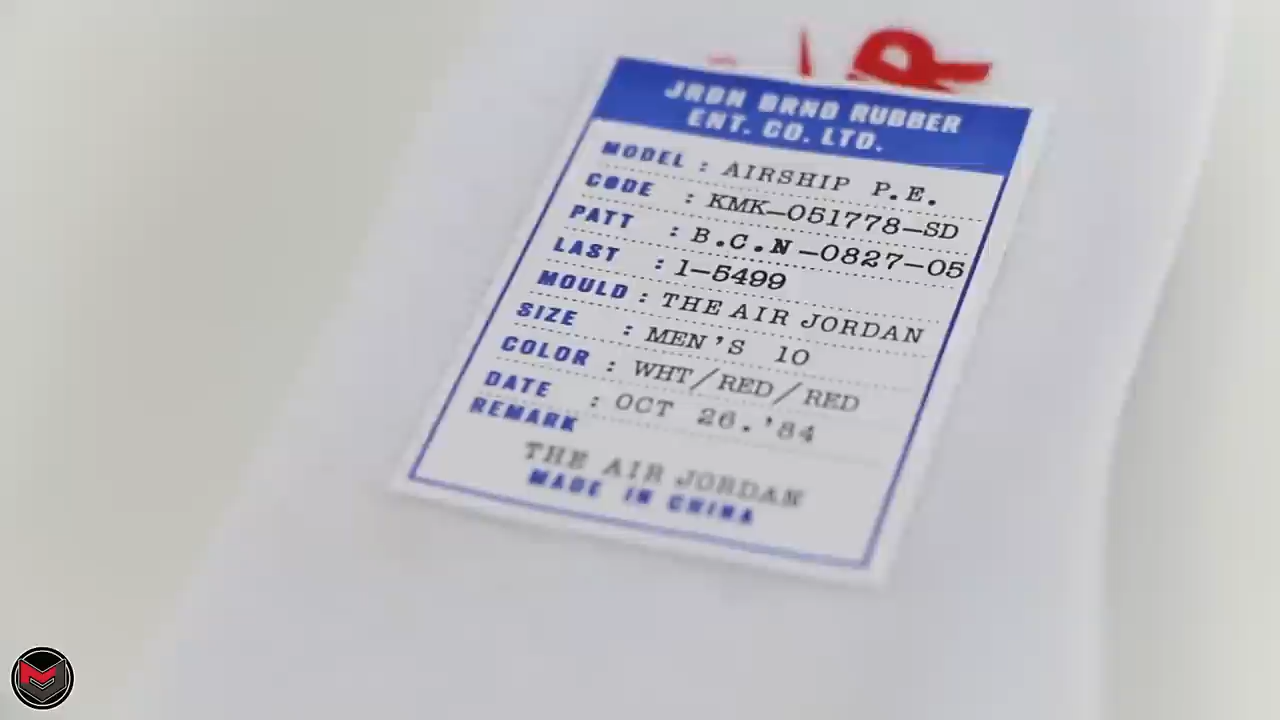 JRDN BRND RUBBER
ENT. CO. LTD.
MODEL : AIRSHIP P.E.
CODE : KMK-051778-SD
PATT : B.C.N-0827-05
LAST : 1-5499
MOULD : THE AIR JORDAN
SIZE : MEN'S 10
COLOR : WHT/RED/RED
DATE : OCT 26.'84
REMARK
THE AIR JORDAN
MADE IN CHINA